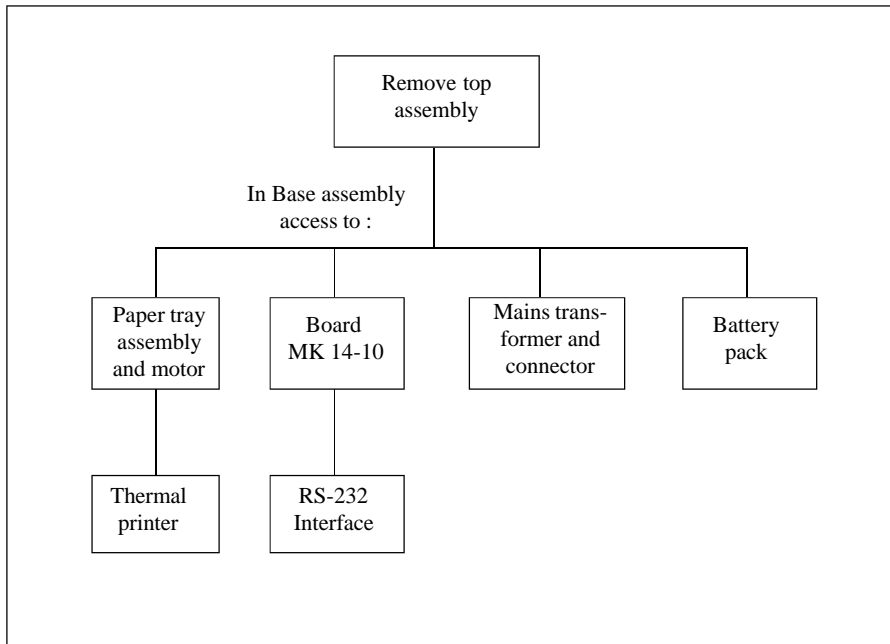 Remove top
assembly
In Base assembly
access to :
Paper tray
assembly
and motor
Board
MK 14-10
Mains trans-
former and
connector
Battery
pack
Thermal
printer
RS-232
Interface